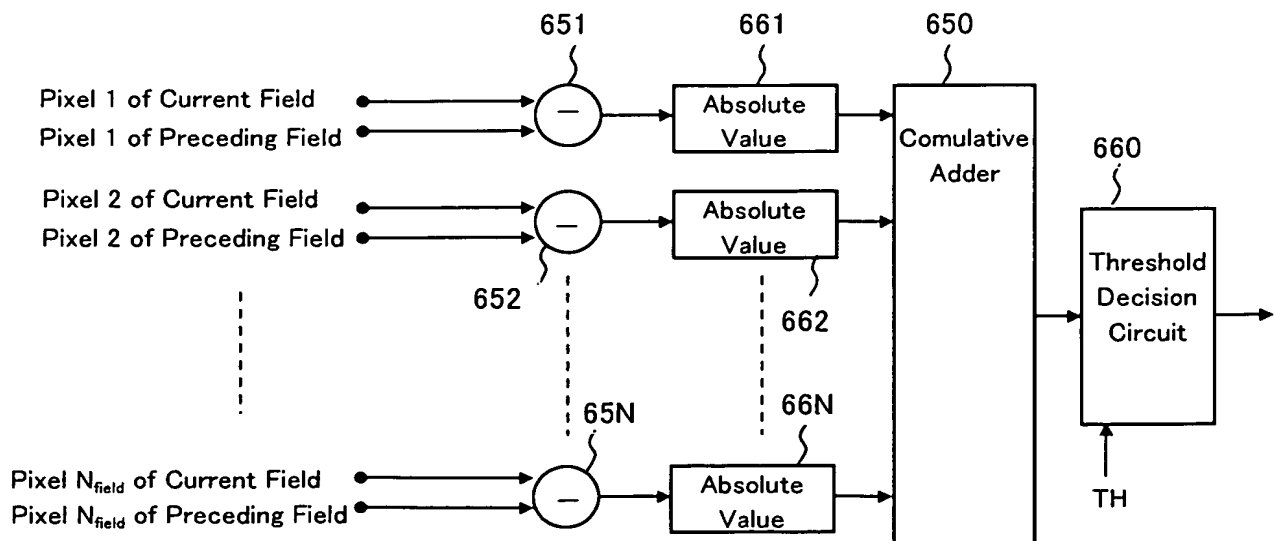 651
661
650
Pixel 1 of Current Field
Pixel 1 of Preceding Field
−
Absolute
Value
Comulative
Adder
660
Pixel 2 of Current Field
Pixel 2 of Preceding Field
−
Absolute
Value
652
662
Threshold
Decision
Circuit
65N
66N
Pixel Nfield of Current Field
Pixel Nfield of Preceding Field
−
Absolute
Value
TH